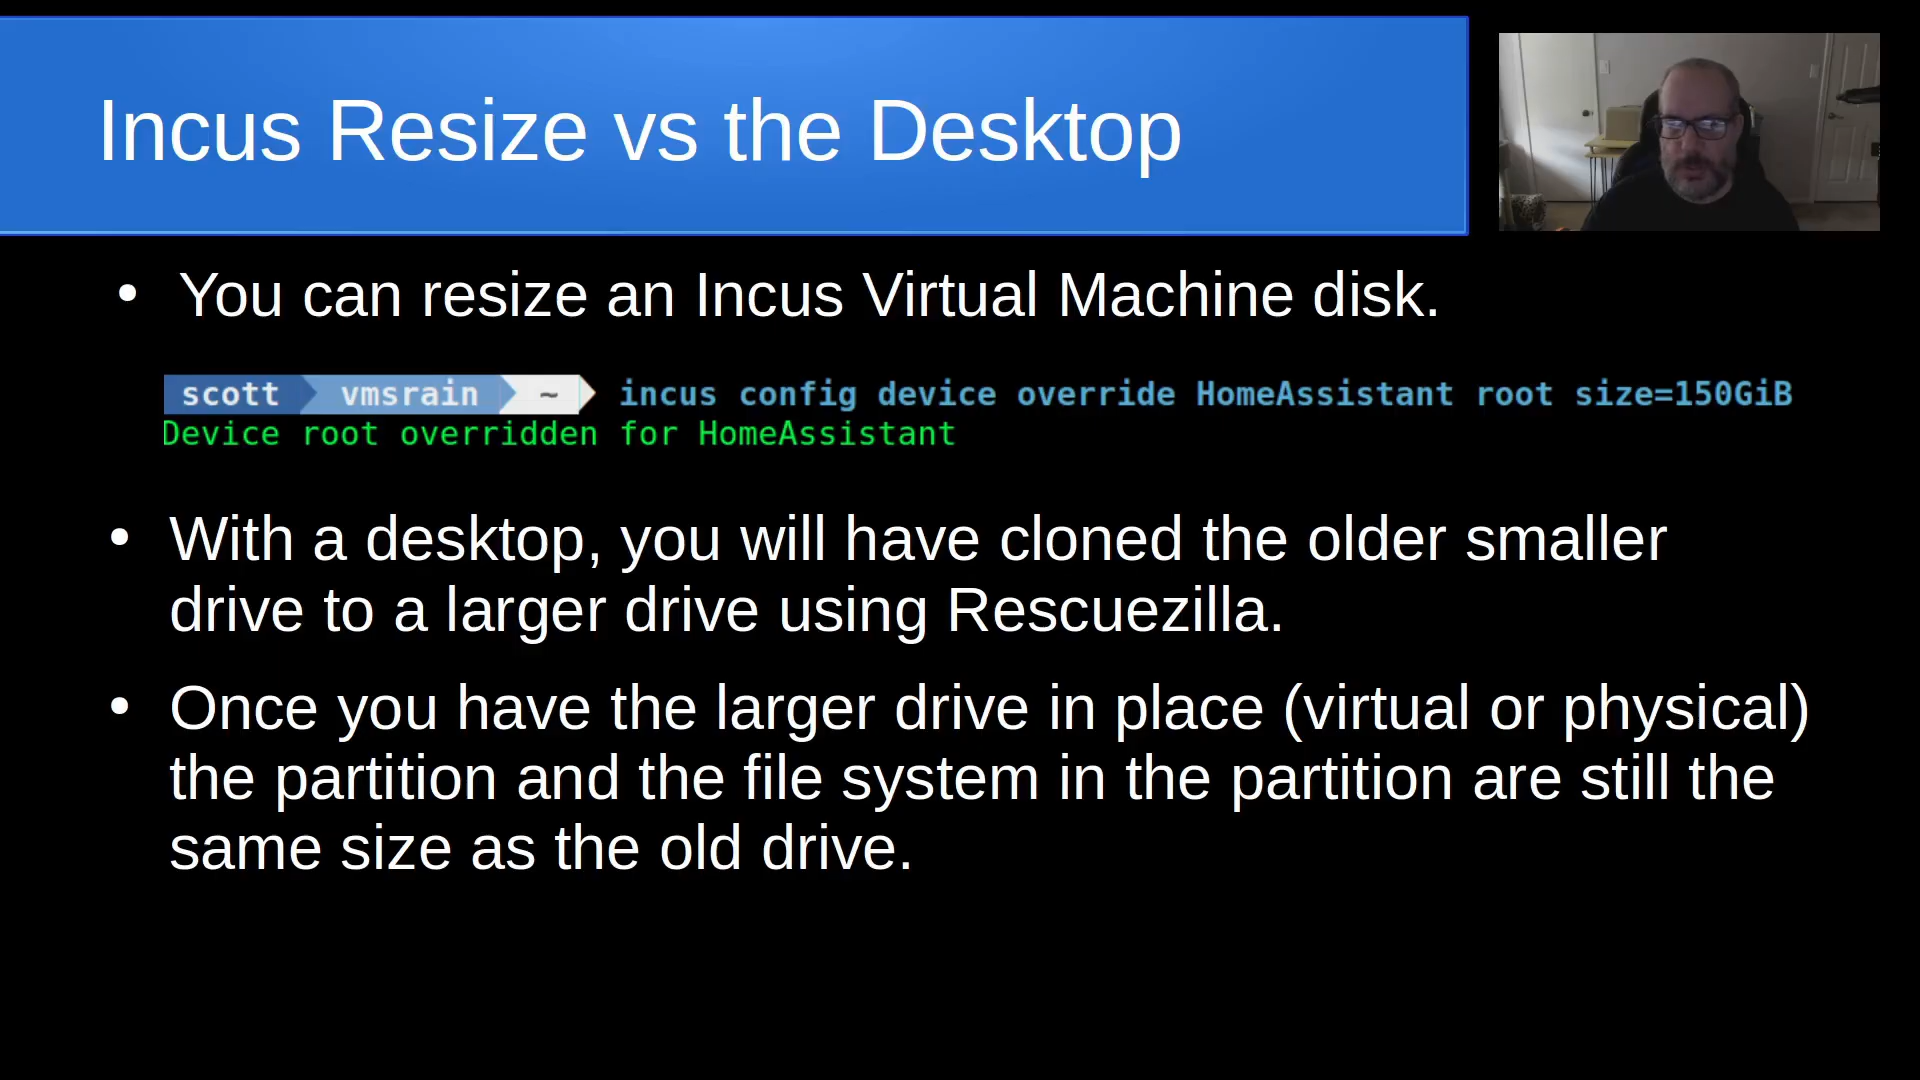 Incus Resize vs the Desktop
• You can resize an Incus Virtual Machine disk.
scott vmsrain ~ incus config device override HomeAssistant root size=150GiB
Device root overridden for HomeAssistant
• With a desktop, you will have cloned the older smaller
drive to a larger drive using Rescuezilla.
• Once you have the larger drive in place (virtual or physical)
the partition and the file system in the partition are still the
same size as the old drive.